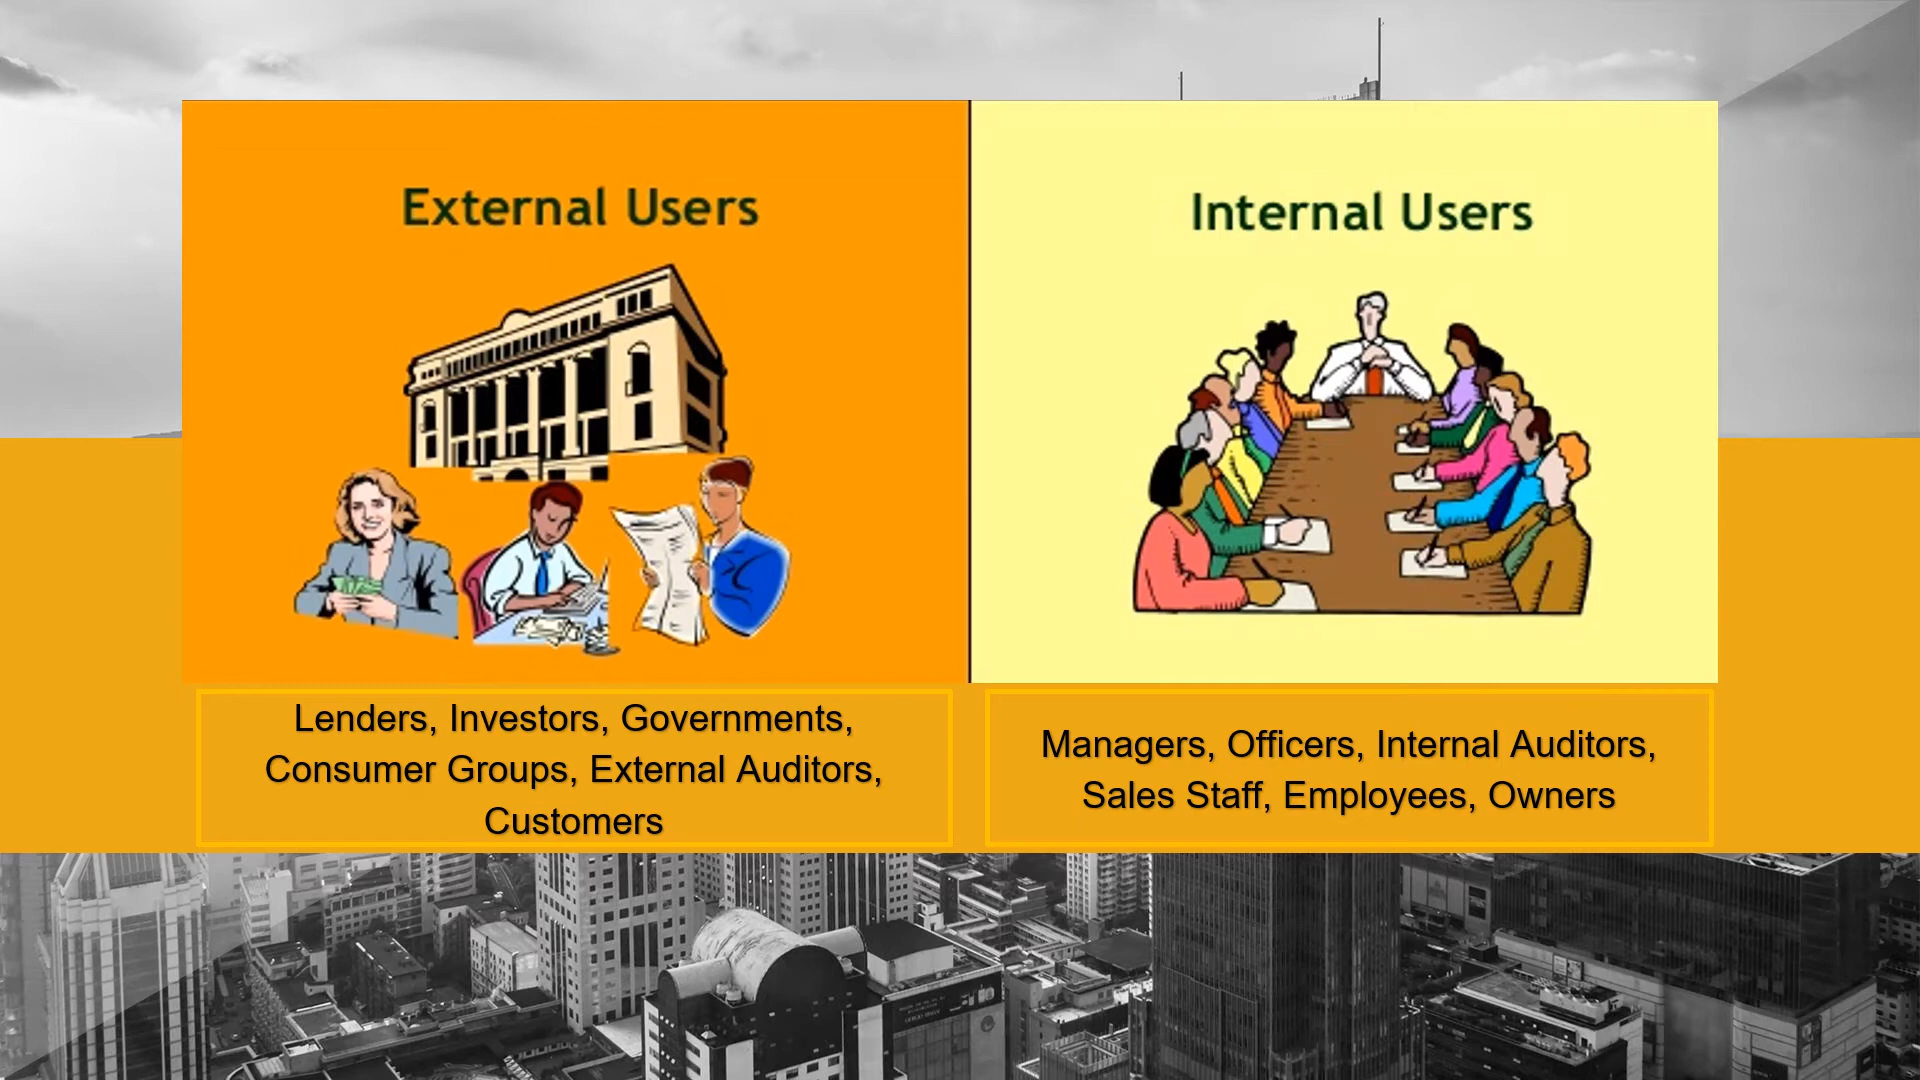 External Users
Internal Users
Lenders, Investors, Governments,
Consumer Groups, External Auditors,
Customers
Managers, Officers, Internal Auditors,
Sales Staff, Employees, Owners